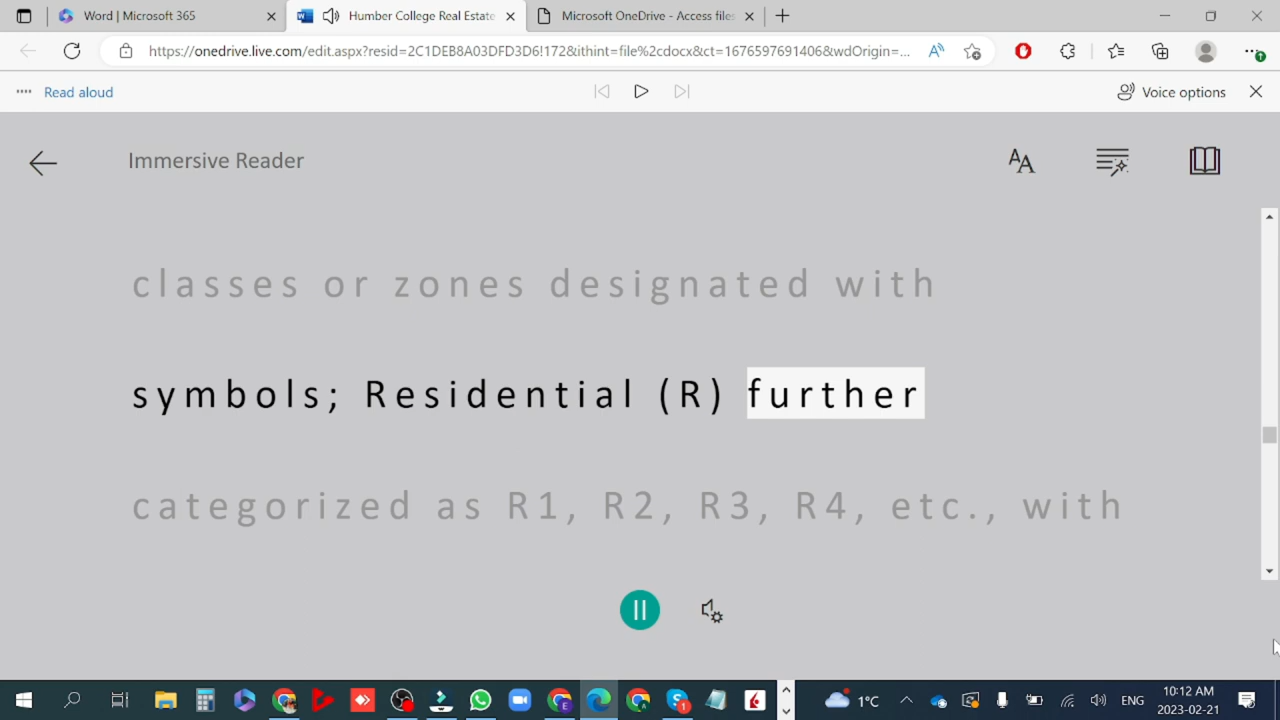 Word | Microsoft 365
Humber College Real Estate
Microsoft OneDrive - Access files
https://onedrive.live.com/edit.aspx?resid=2C1DEB8A03DFD3D6!172&ithint=file%2cdocx&ct=1676597691406&wdOrigin=...
Read aloud
Voice options
Immersive Reader
classes or zones designated with
symbols; Residential (R) further
categorized as R1, R2, R3, R4, etc., with
1°C
ENG
10:12 AM
2023-02-21